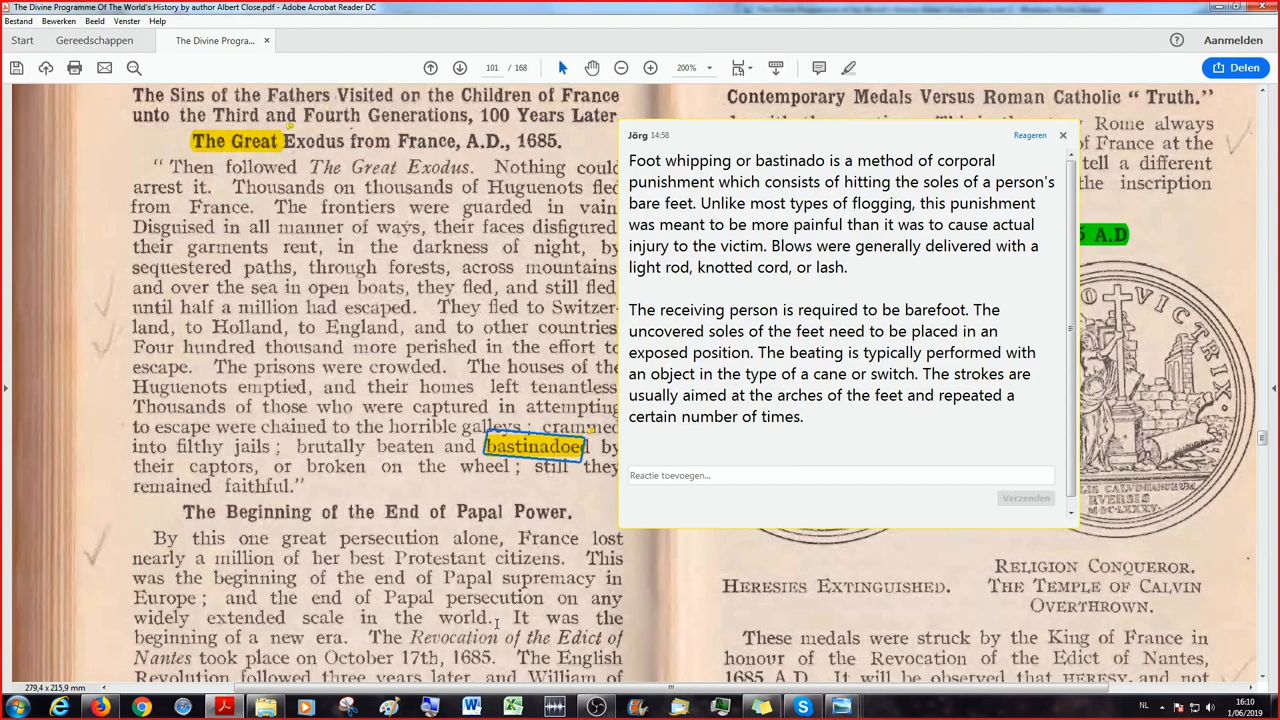 The Divine Programme Of The World's History by author Albert Close.pdf - Adobe Acrobat Reader DC
Bestand Bewerken Beeld Venster Help
Start Gereedschappen The Divine Progra... × Aanmelden
101 / 168 200% Delen
The Sins of the Fathers Visited on the Children of France
unto the Third and Fourth Generations, 100 Years Later
The Great Exodus from France, A.D., 1685.
" Then followed The Great Exodus. Nothing could
arrest it. Thousands on thousands of Huguenots fled
from France. The frontiers were guarded in vain.
Disguised in all manner of ways, their faces disfigured,
their garments rent, in the darkness of night, by
sequestered paths, through forests, across mountains
and over the sea in open boats, they fled, and still fled
until half a million had escaped. They fled to Switzer-
land, to Holland, to England, and to other countries
Four hundred thousand more perished in the effort to
escape. The prisons were crowded. The houses of the
Huguenots emptied, and their homes left tenantless
Thousands of those who were captured in attempting
to escape were chained to the horrible galleys ; crammed
into filthy jails ; brutally beaten and bastinadoed by
their captors, or broken on the wheel ; still they
remained faithful."
The Beginning of the End of Papal Power.
By this one great persecution alone, France lost
nearly a million of her best Protestant citizens. This
was the beginning of the end of Papal supremacy in
Europe ; and the end of Papal persecution on any
widely extended scale in the world. It was the
beginning of a new era. The Revocation of the Edict of
Nantes took place on October 17th, 1685. The English
Revolution followed three years later, and William of
Contemporary Medals Versus Roman Catholic " Truth."
Rome always
of France at the
tell a different
the inscription
5 A.D
Jörg 14:58 Reageren
Foot whipping or bastinado is a method of corporal
punishment which consists of hitting the soles of a person's
bare feet. Unlike most types of flogging, this punishment
was meant to be more painful than it was to cause actual
injury to the victim. Blows were generally delivered with a
light rod, knotted cord, or lash.
The receiving person is required to be barefoot. The
uncovered soles of the feet need to be placed in an
exposed position. The beating is typically performed with
an object in the type of a cane or switch. The strokes are
usually aimed at the arches of the feet and repeated a
certain number of times.
Reactie toevoegen...
Verzenden
VICTRIX.
HERESIES EXTINGUISHED.
RELIGION CONQUEROR.
THE TEMPLE OF CALVIN
OVERTHROWN.
These medals were struck by the King of France in
honour of the Revocation of the Edict of Nantes,
1685 A.D. It will be observed that HERESY, and not
279,4 x 215,9 mm
NL 16:10
1/06/2019